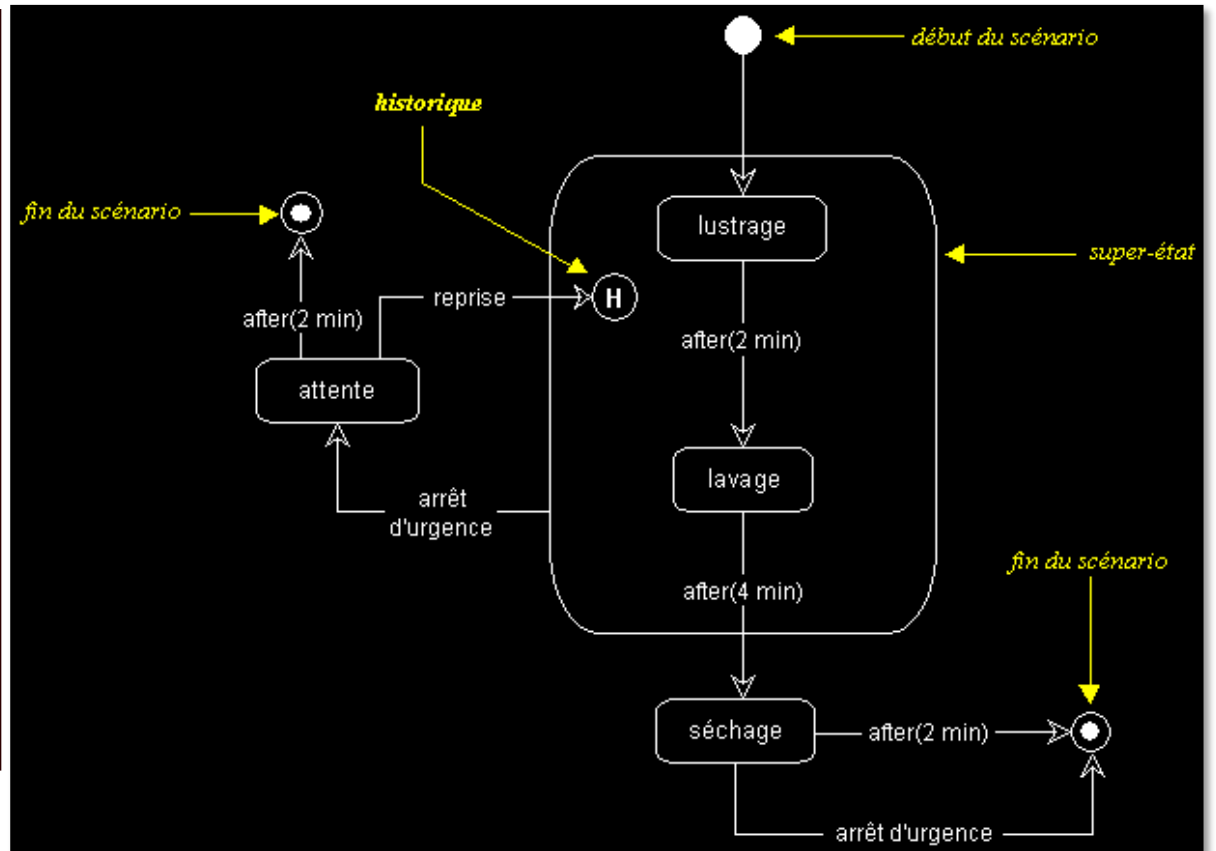 début du scénario
historique
fin du scénario
lustrage
super-état
reprise
H
after(2 min)
after(2 min)
attente
lavage
arrêt
d'urgence
fin du scénario
after(4 min)
séchage
after(2 min)
arrêt d'urgence